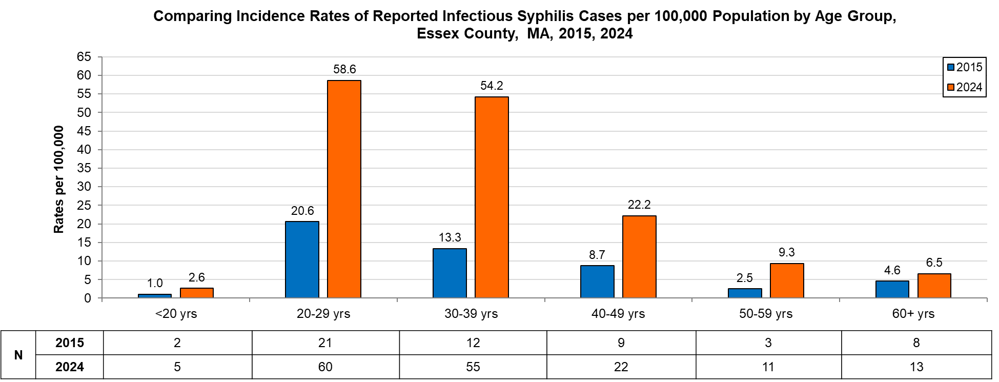 Comparing Incidence Rates of Reported Infectious Syphilis Cases per 100,000 Population by Age Group,
Essex County,  MA, 2015, 2024
2015
2024
Rates per 100,000
65
60
55
50
45
40
35
30
25
20
15
10
5
0
1.0
2.6
20.6
58.6
13.3
54.2
8.7
22.2
2.5
9.3
4.6
6.5
<20 yrs
20-29 yrs
30-39 yrs
40-49 yrs
50-59 yrs
60+ yrs
N
2015 2 21 12 9 3 8
2024 5 60 55 22 11 13